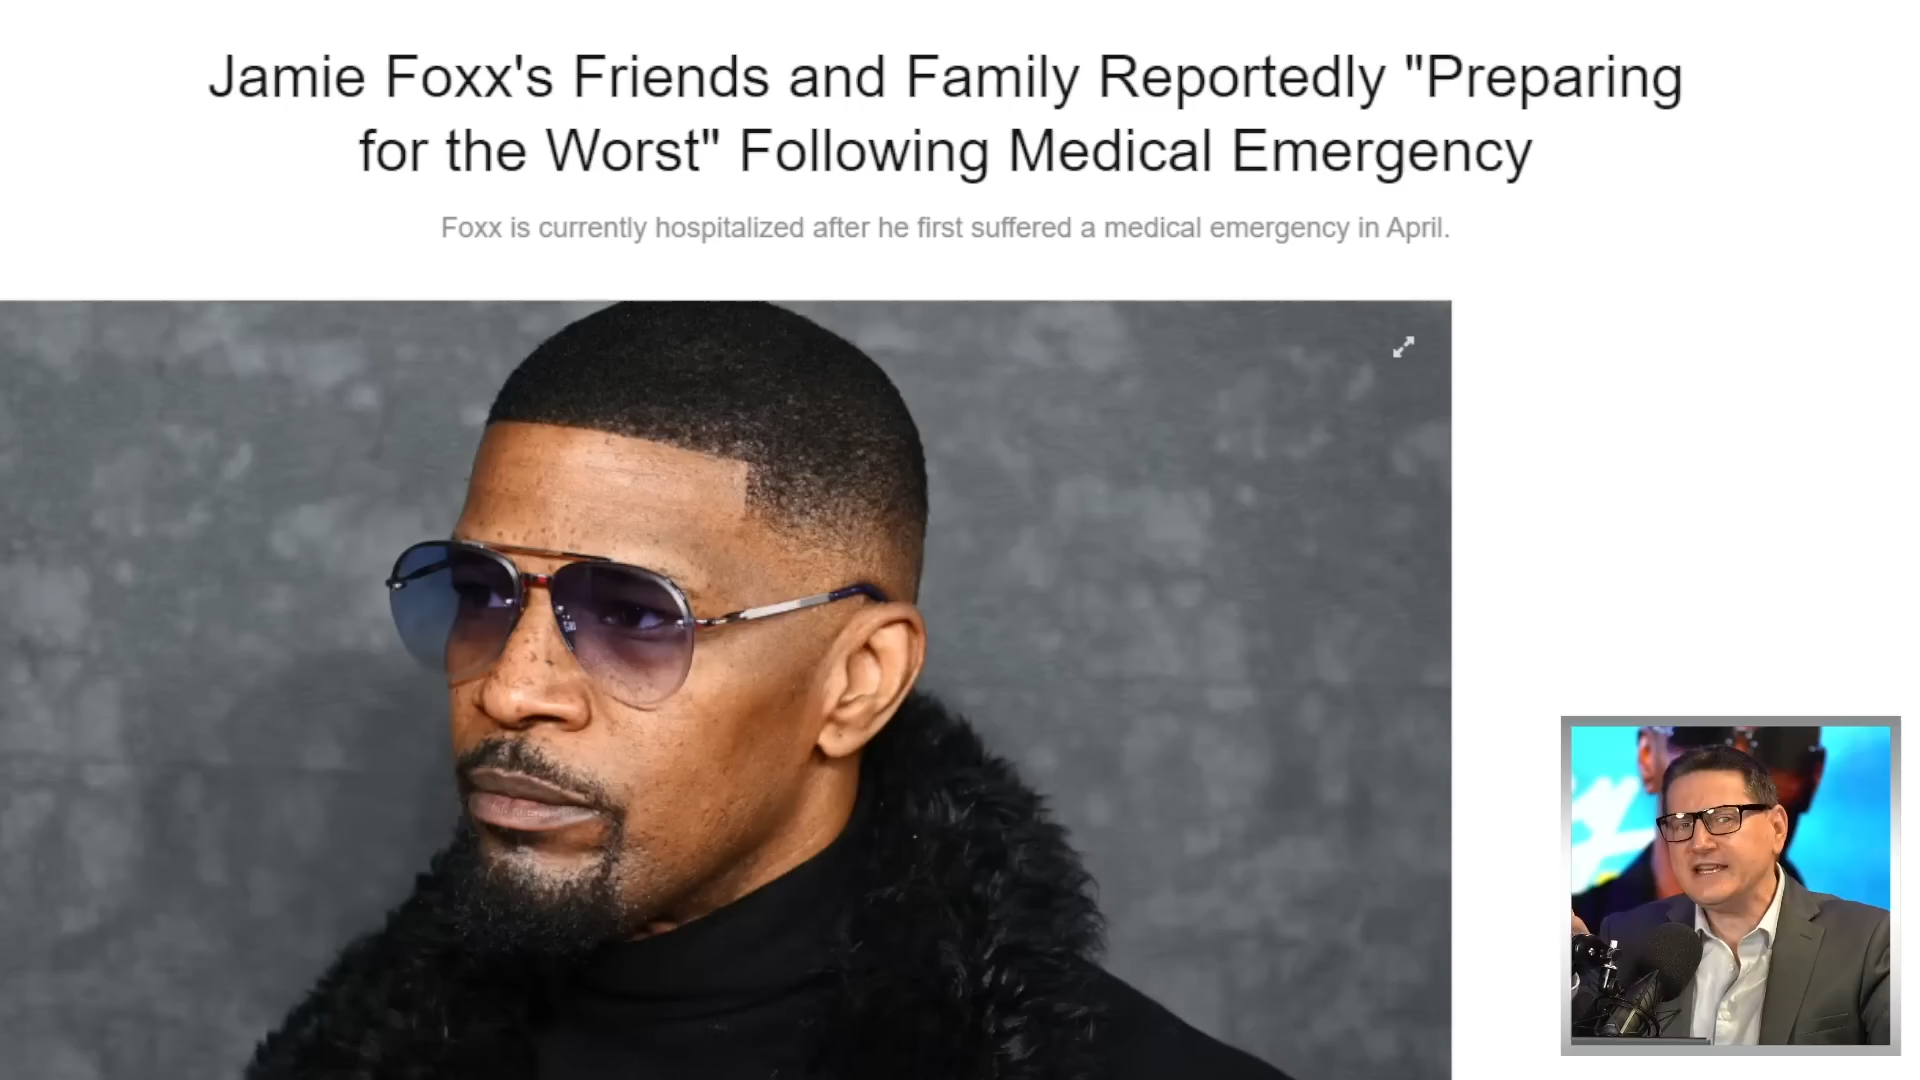 Jamie Foxx's Friends and Family Reportedly "Preparing
for the Worst" Following Medical Emergency
Foxx is currently hospitalized after he first suffered a medical emergency in April.